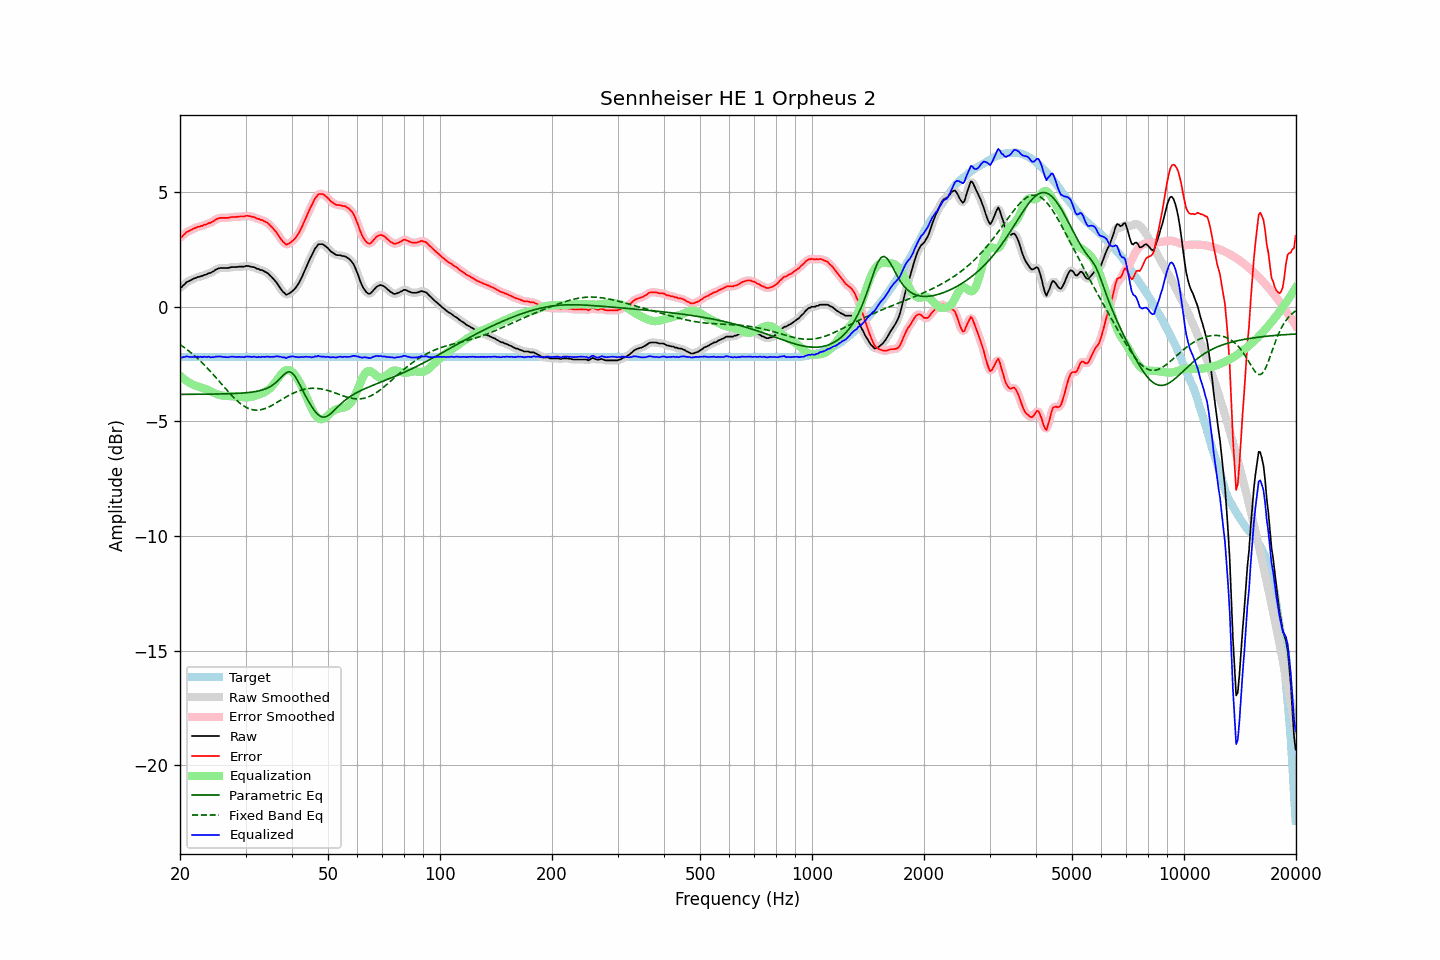 Sennheiser HE 1 Orpheus 2
Amplitude (dBr)
5
0
−5
−10
−15
−20
Target
Raw Smoothed
Error Smoothed
Raw
Error
Equalization
Parametric Eq
Fixed Band Eq
Equalized
20 50 100 200 500 1000 2000 5000 10000 20000
Frequency (Hz)